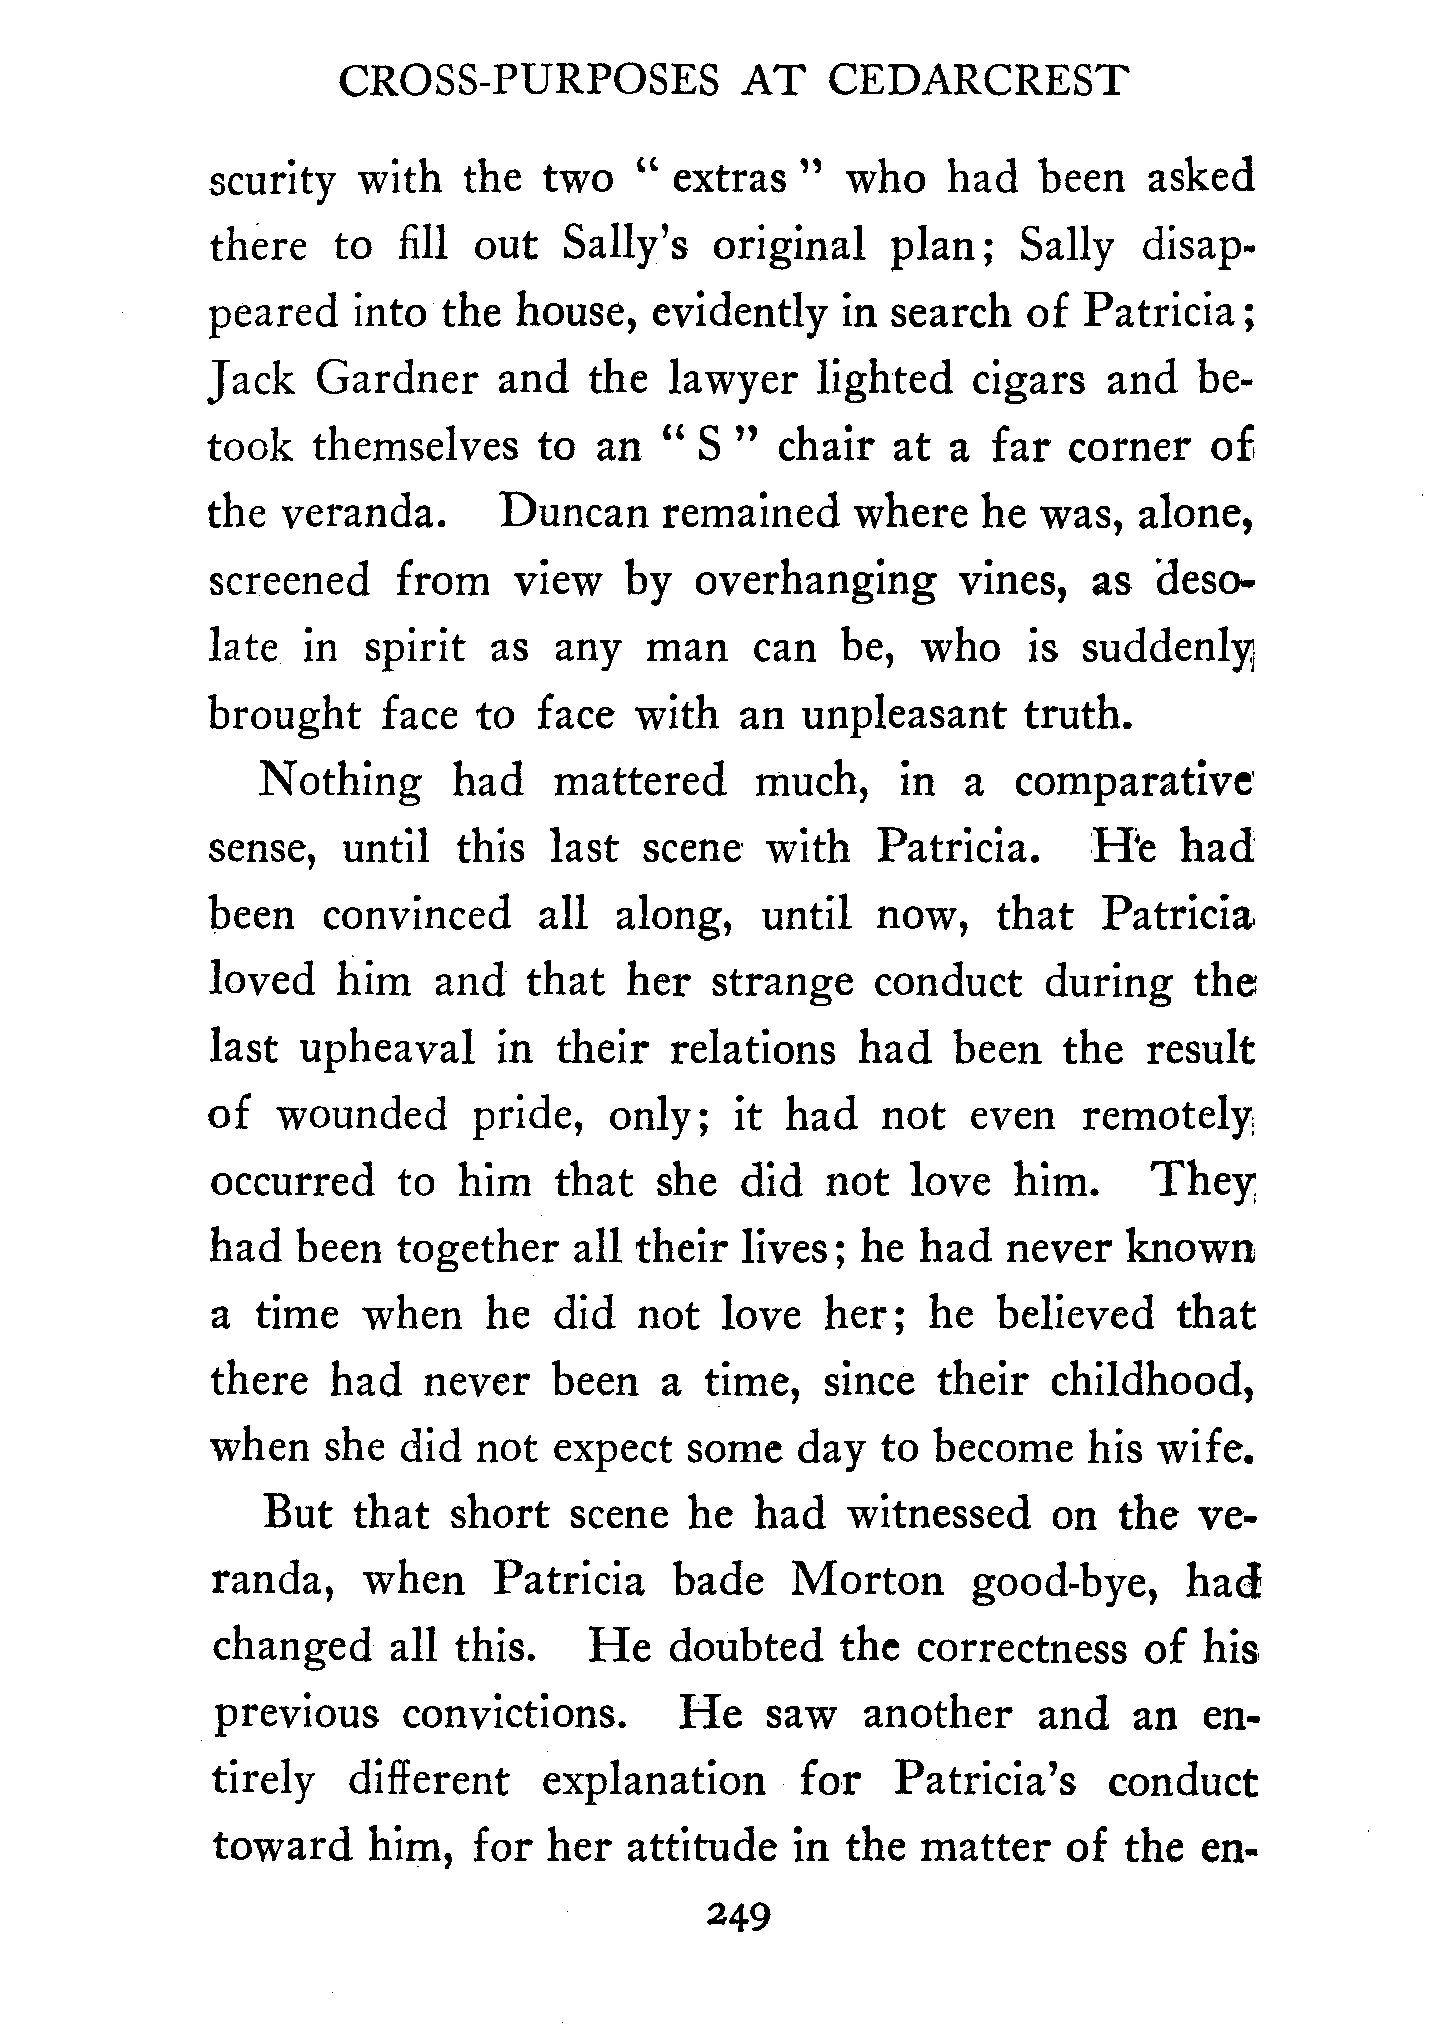 CROSS-PURPOSES AT CEDARCREST
scurity with the two “ extras ” who had been asked
there to fill out Sally’s original plan; Sally disap-
peared into the house, evidently in search of Patricia;
Jack Gardner and the lawyer lighted cigars and be-
took themselves to an “ S ” chair at a far corner of
the veranda. Duncan remained where he was, alone,
screened from view by overhanging vines, as deso-
late in spirit as any man can be, who is suddenly
brought face to face with an unpleasant truth.
Nothing had mattered much, in a comparative
sense, until this last scene with Patricia. He had
been convinced all along, until now, that Patricia
loved him and that her strange conduct during the
last upheaval in their relations had been the result
of wounded pride, only; it had not even remotely
occurred to him that she did not love him. They
had been together all their lives; he had never known
a time when he did not love her; he believed that
there had never been a time, since their childhood,
when she did not expect some day to become his wife.
But that short scene he had witnessed on the ve-
randa, when Patricia bade Morton good-bye, had
changed all this. He doubted the correctness of his
previous convictions. He saw another and an en-
tirely different explanation for Patricia’s conduct
toward him, for her attitude in the matter of the en-
249